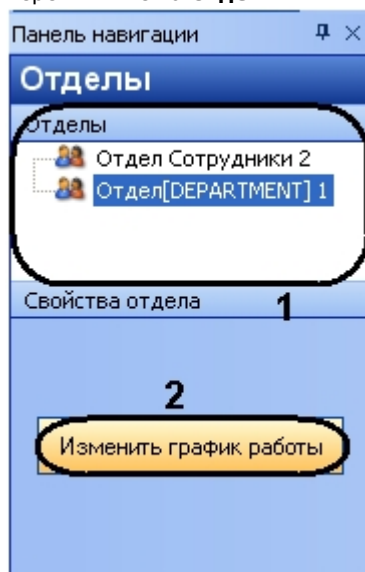 Панель навигации
Отделы
Отделы
Отдел Сотрудники 2
Отдел[DEPARTMENT] 1
Свойства отдела
1
2
Изменить график работы